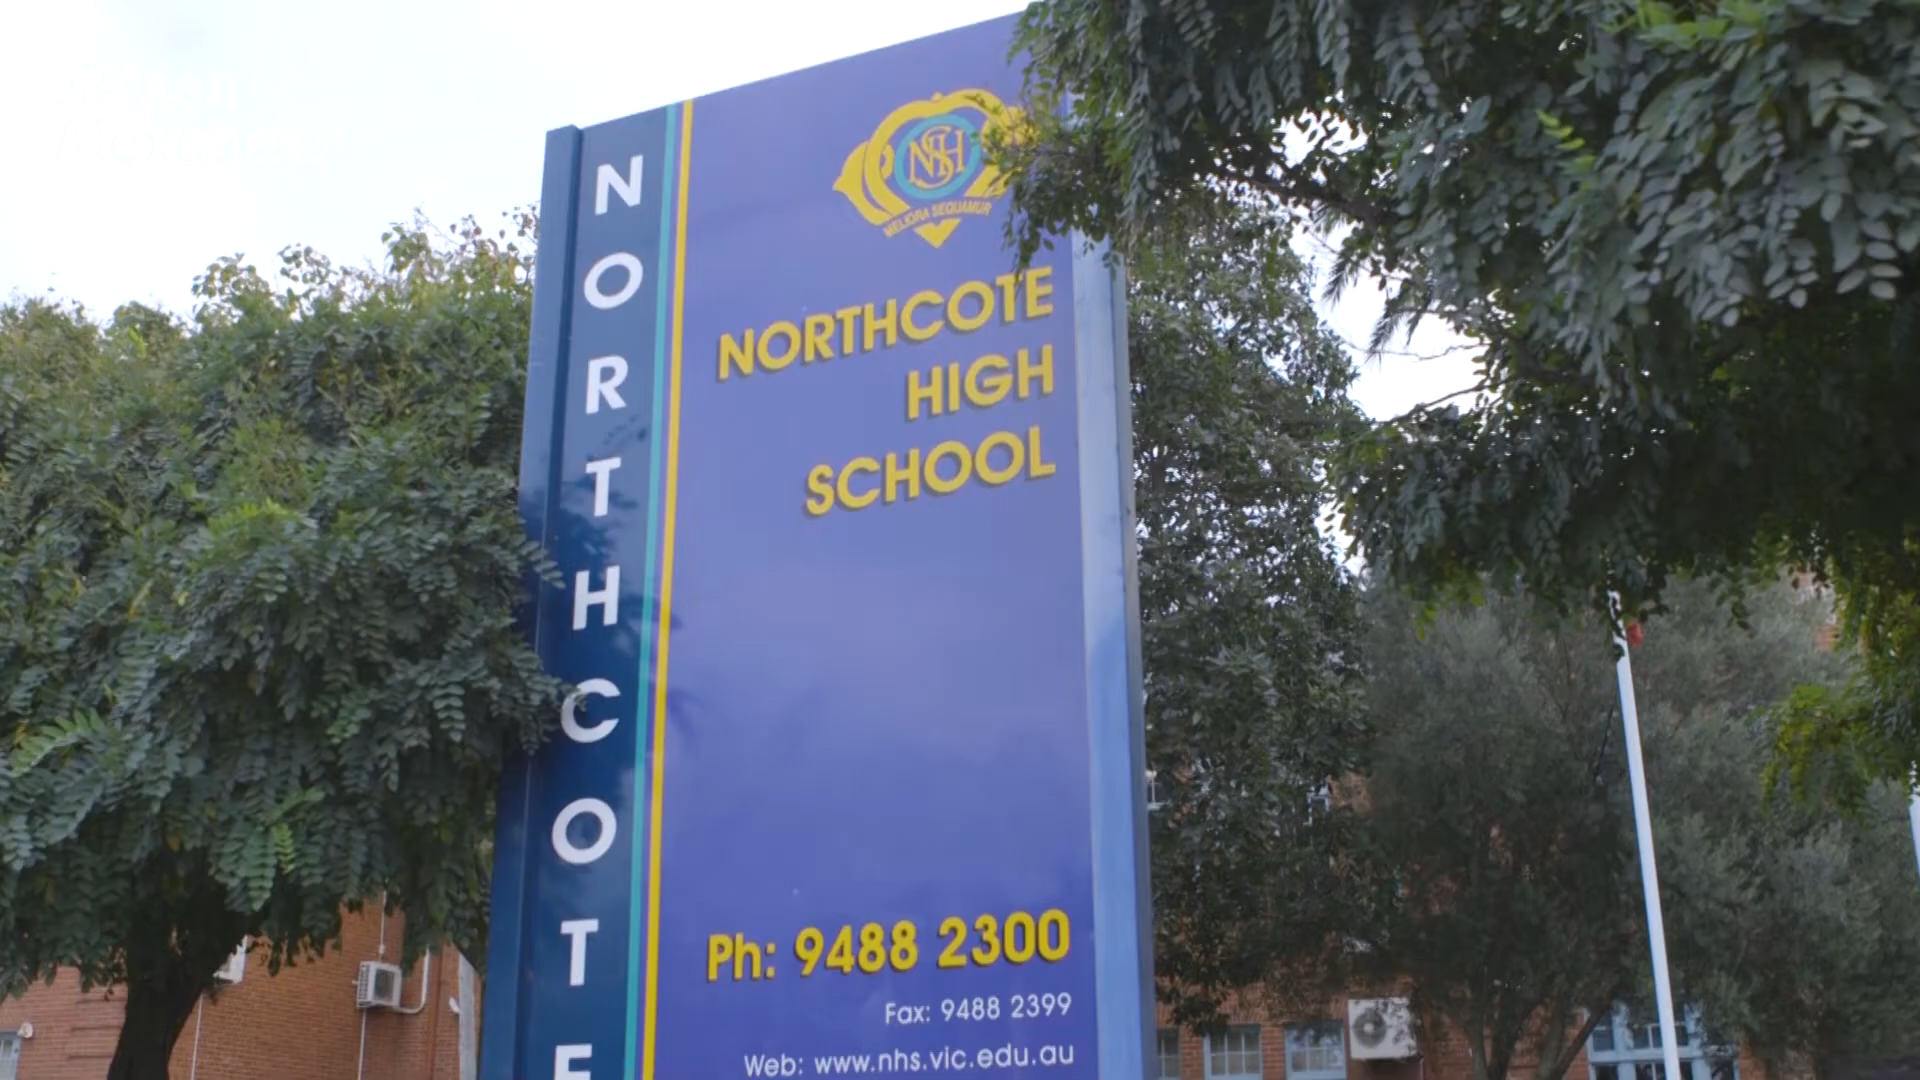 NORTHCOTE
NSH
MELIORA SEQUAMUR
NORTHCOTE
HIGH
SCHOOL
Ph: 9488 2300
Fax: 9488 2399
Web: www.nhs.vic.edu.au